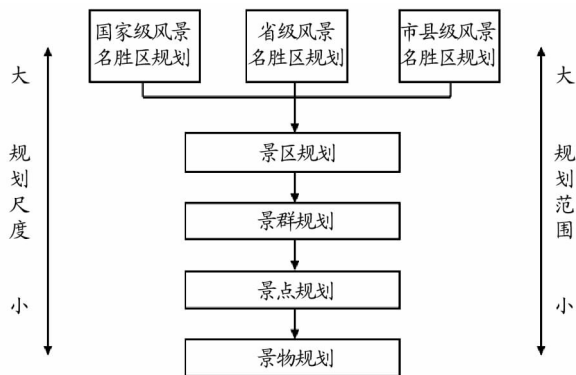 国家级风景
名胜区规划
省级风景
名胜区规划
市县级风景
名胜区规划
大
规划尺度
小
大
规划范围
小
景区规划
景群规划
景点规划
景物规划